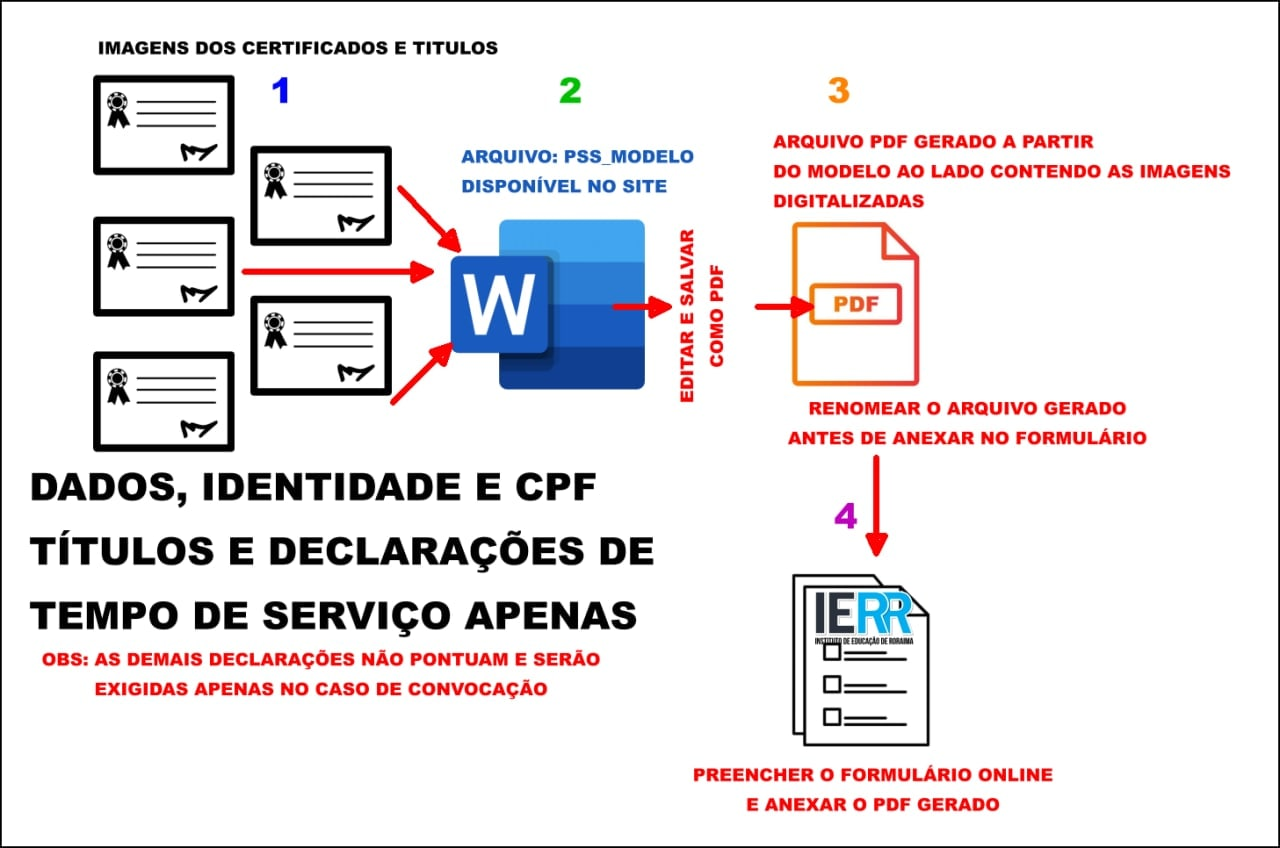 IMAGENS DOS CERTIFICADOS E TITULOS
1
2
ARQUIVO: PSS_MODELO
DISPONÍVEL NO SITE
W
EDITAR E SALVAR
COMO PDF
3
ARQUIVO PDF GERADO A PARTIR
DO MODELO AO LADO CONTENDO AS IMAGENS
DIGITALIZADAS
PDF
RENOMEAR O ARQUIVO GERADO
ANTES DE ANEXAR NO FORMULÁRIO
DADOS, IDENTIDADE E CPF
TÍTULOS E DECLARAÇÕES DE
TEMPO DE SERVIÇO APENAS
OBS: AS DEMAIS DECLARAÇÕES NÃO PONTUAM E SERÃO
EXIGIDAS APENAS NO CASO DE CONVOCAÇÃO
4
IERR
INSTITUTO DE EDUCAÇÃO DE RORAIMA
PREENCHER O FORMULÁRIO ONLINE
E ANEXAR O PDF GERADO